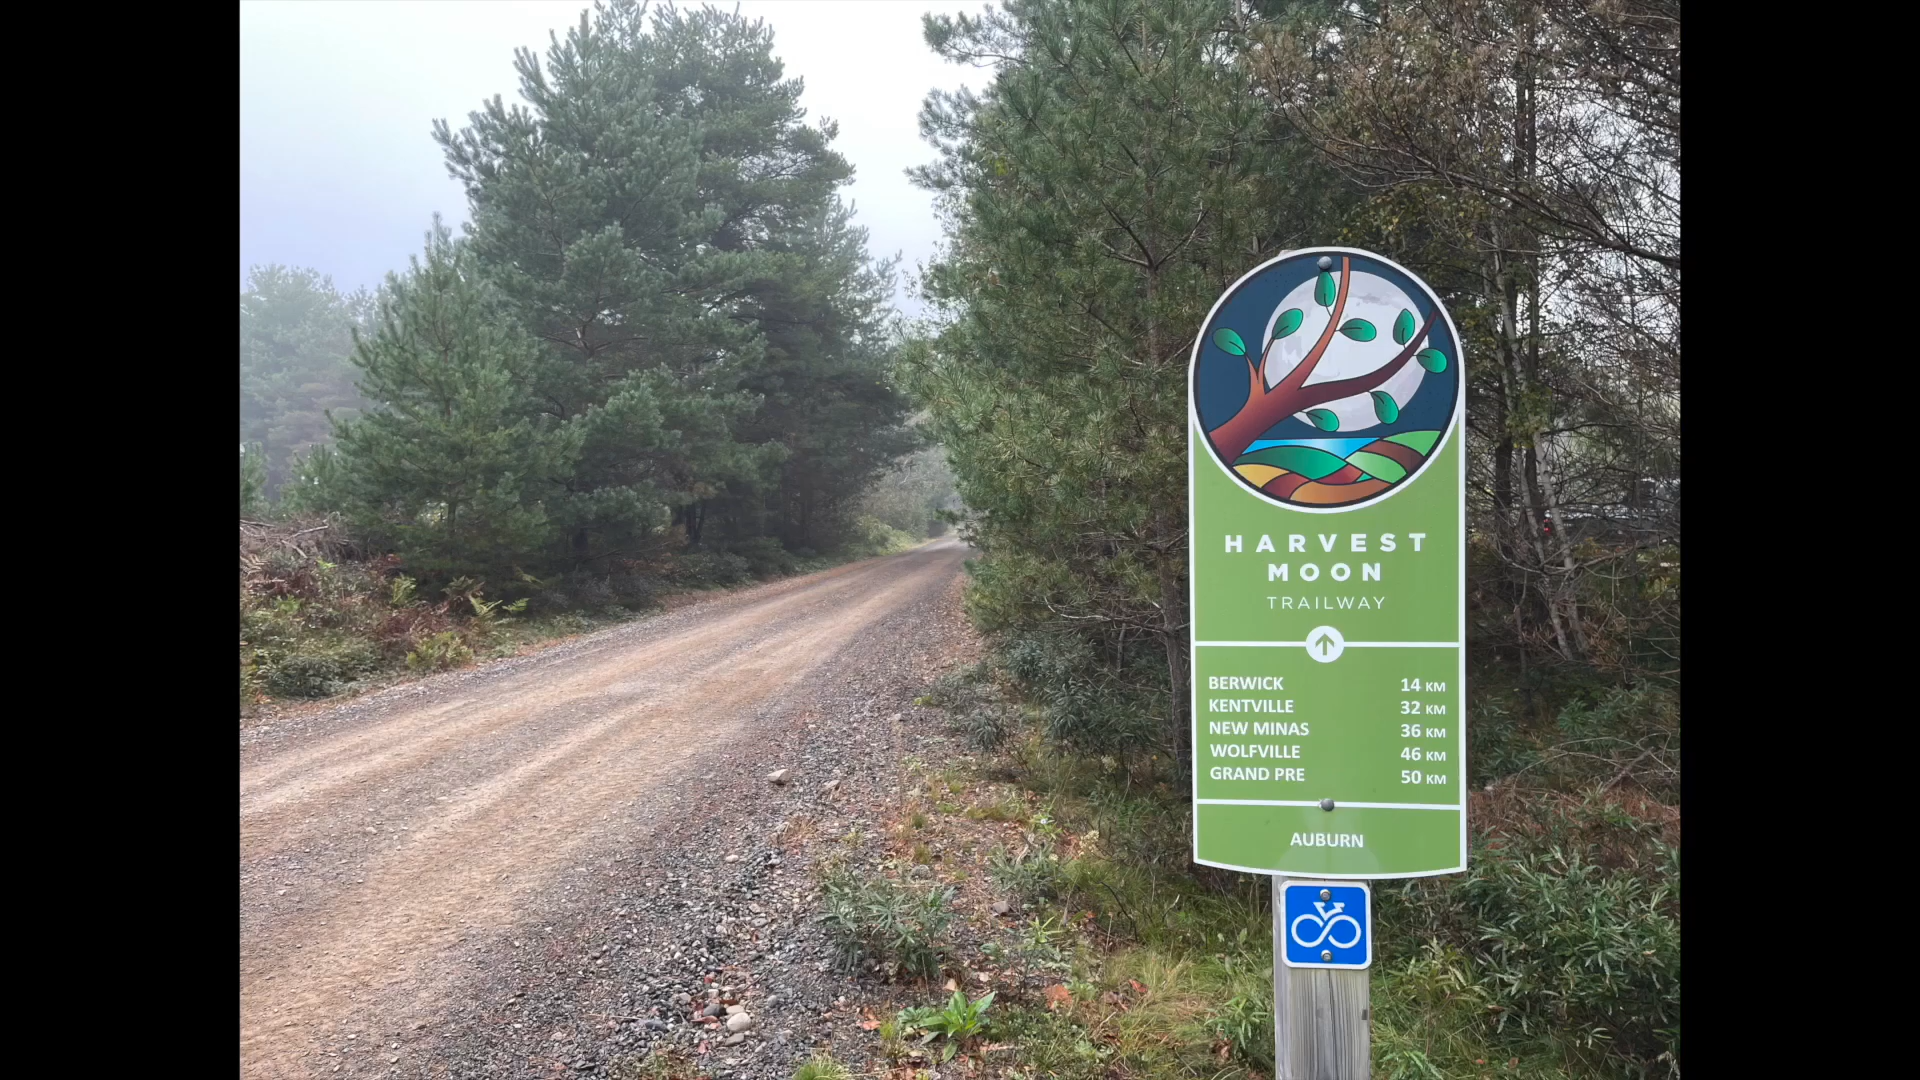 HARVEST
MOON
TRAILWAY
BERWICK 14 KM
KENTVILLE 32 KM
NEW MINAS 36 KM
WOLFVILLE 46 KM
GRAND PRE 50 KM
AUBURN